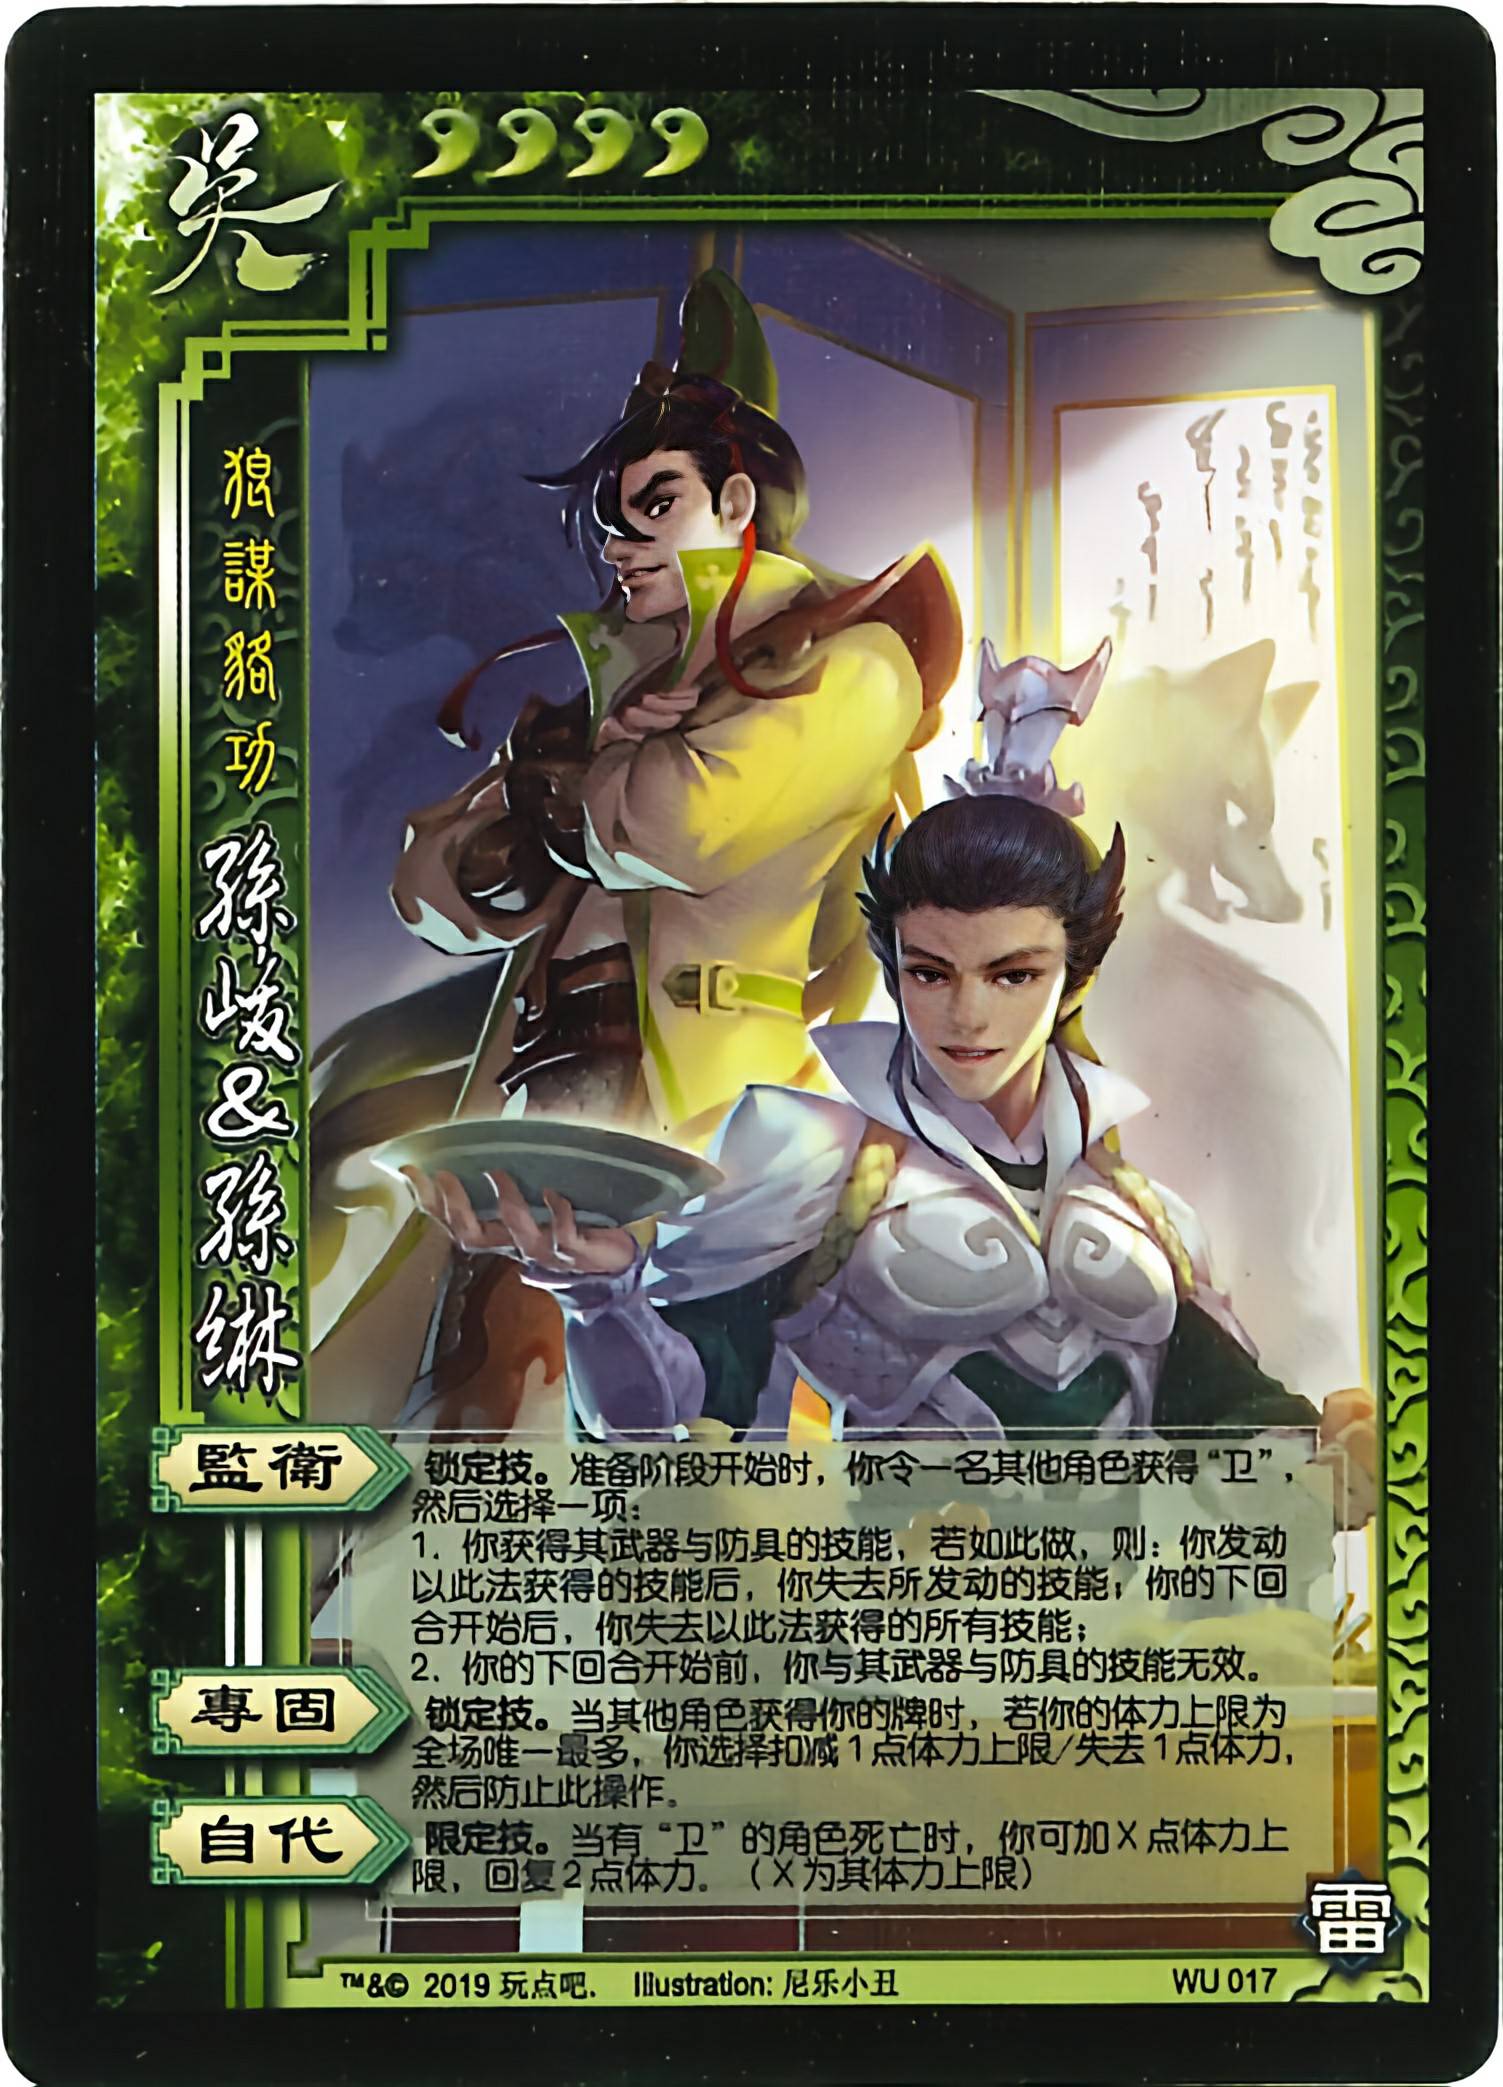 吴
狼謀貉功
孫峻&孫綝
監衛
锁定技。准备阶段开始时，你令一名其他角色获得“卫”，
然后选择一项：
1. 你获得其武器与防具的技能，若如此做，则：你发动
以此法获得的技能后，你失去所发动的技能；你的下回
合开始后，你失去以此法获得的所有技能；
2. 你的下回合开始前，你与其武器与防具的技能无效。
專固
锁定技。当其他角色获得你的牌时，若你的体力上限为
全场唯一最多，你选择扣减1点体力上限/失去1点体力，
然后防止此操作。
自代
限定技。当有“卫”的角色死亡时，你可加X点体力上
限，回复2点体力。（X为其体力上限）
雷
™&© 2019 玩点吧. Illustration: 尼乐小丑
WU 017